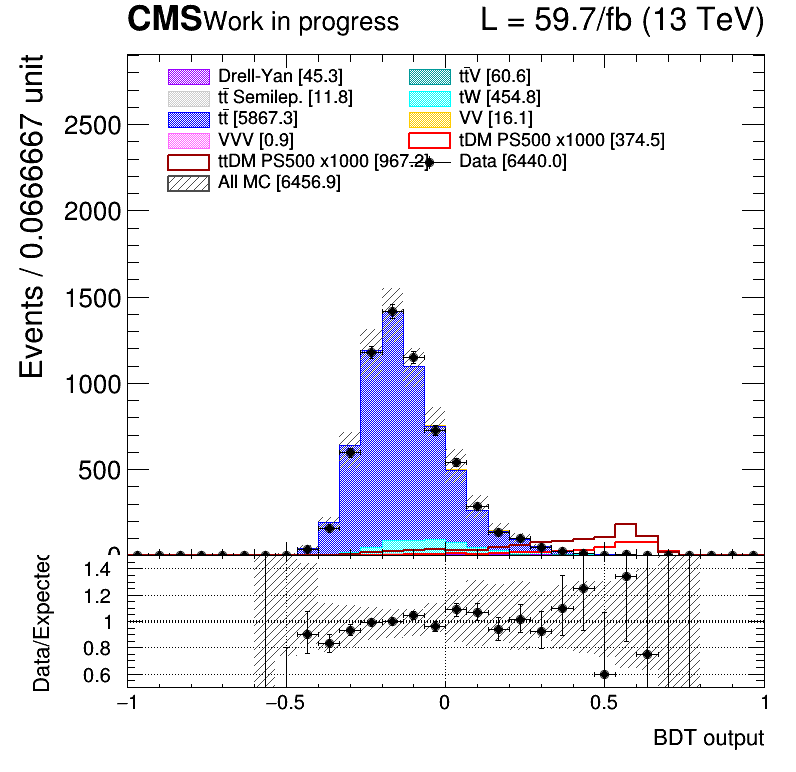 CMS Work in progress L = 59.7/fb (13 TeV)
Events / 0.0666667 unit
Drell-Yan [45.3] tt̄V [60.6]
tt̄ Semilep. [11.8] tW [454.8]
tt̄ [5867.3] VV [16.1]
VVV [0.9] tDM PS500 x1000 [374.5]
ttDM PS500 x1000 [967.2] Data [6440.0]
All MC [6456.9]
2500
2000
1500
1000
500
0
Data/Expected
1.4
1.2
1
0.8
0.6
−1 −0.5 0 0.5 1
BDT output